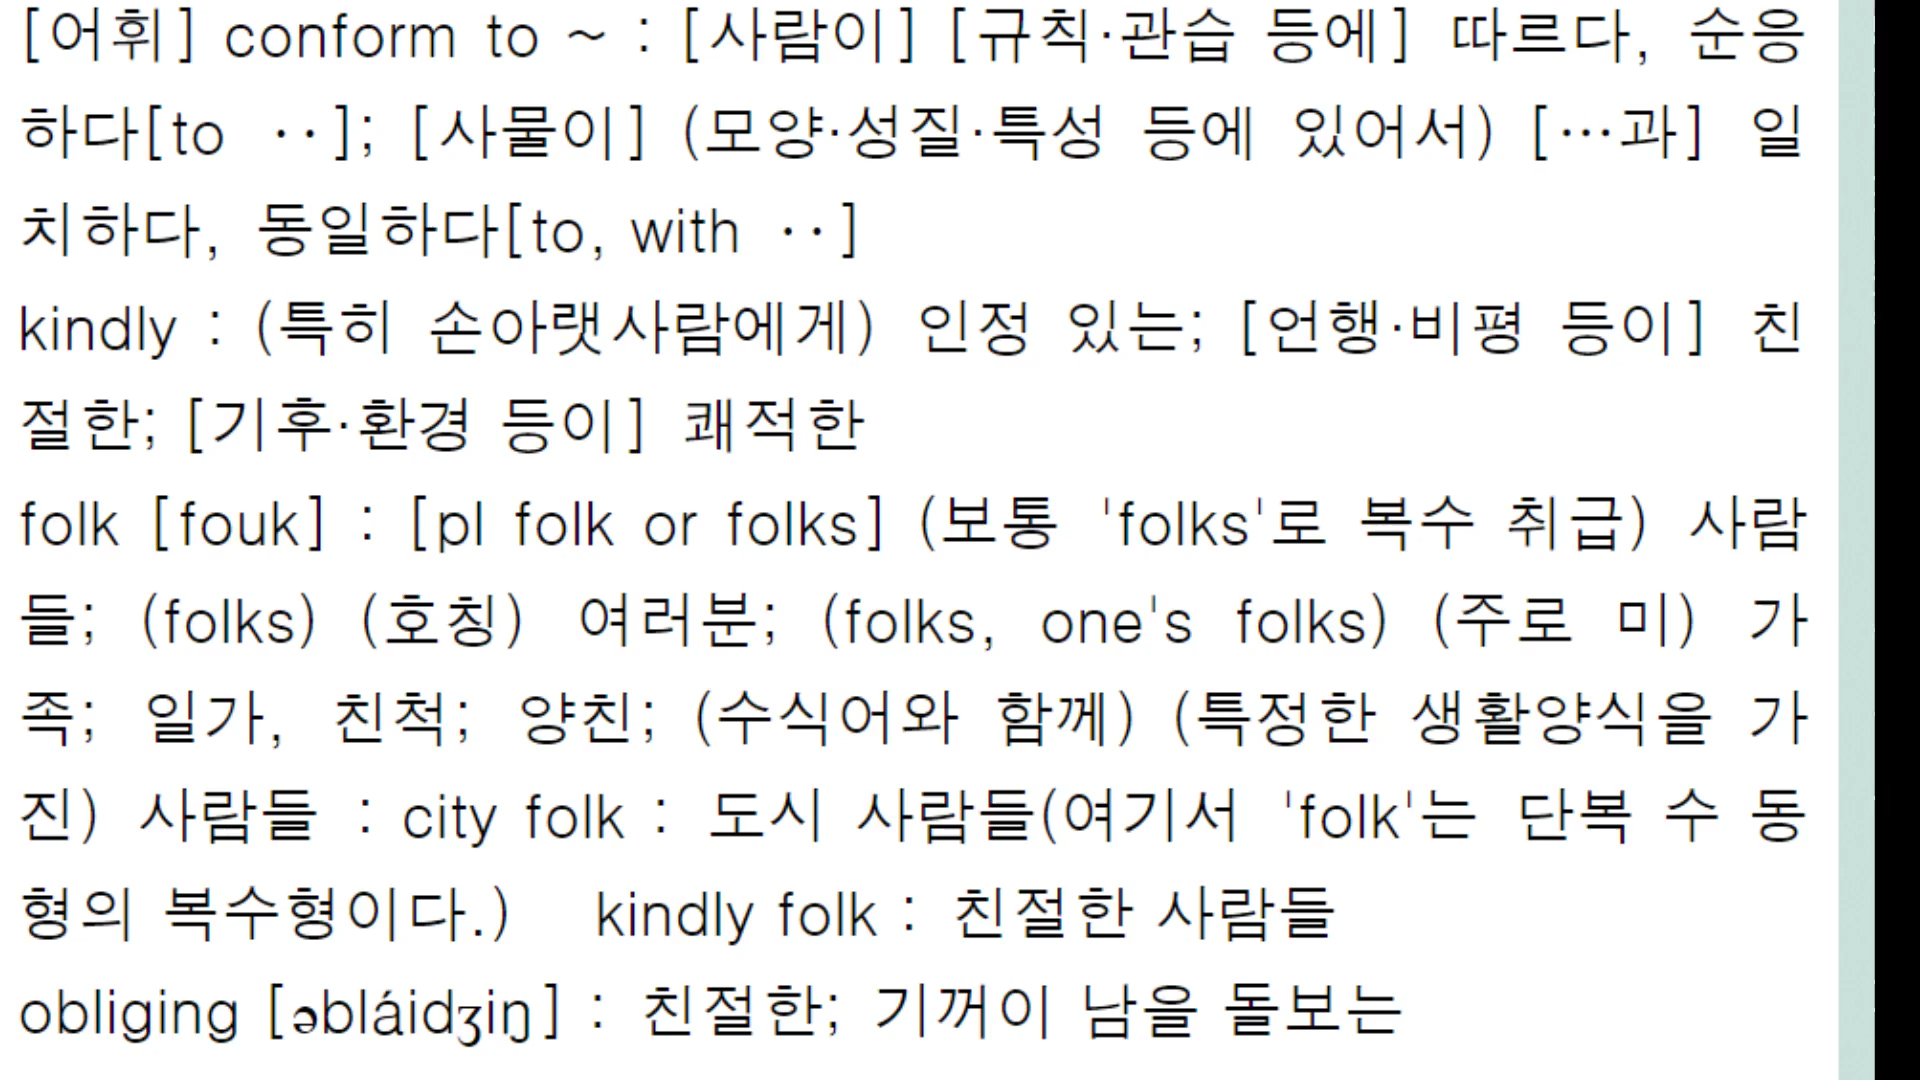 [어휘] conform to ~ : [사람이] [규칙·관습 등에] 따르다, 순응
하다[to ··]; [사물이] (모양·성질·특성 등에 있어서) […과] 일
치하다, 동일하다[to, with ··]
kindly : (특히 손아랫사람에게) 인정 있는; [언행·비평 등이] 친
절한; [기후·환경 등이] 쾌적한
folk [fouk] : [pl folk or folks] (보통 'folks'로 복수 취급) 사람
들; (folks) (호칭) 여러분; (folks, one's folks) (주로 미) 가
족; 일가, 친척; 양친; (수식어와 함께) (특정한 생활양식을 가
진) 사람들 : city folk : 도시 사람들(여기서 'folk'는 단복 수 동
형의 복수형이다.) kindly folk : 친절한 사람들
obliging [əbláidʒiŋ] : 친절한; 기꺼이 남을 돌보는